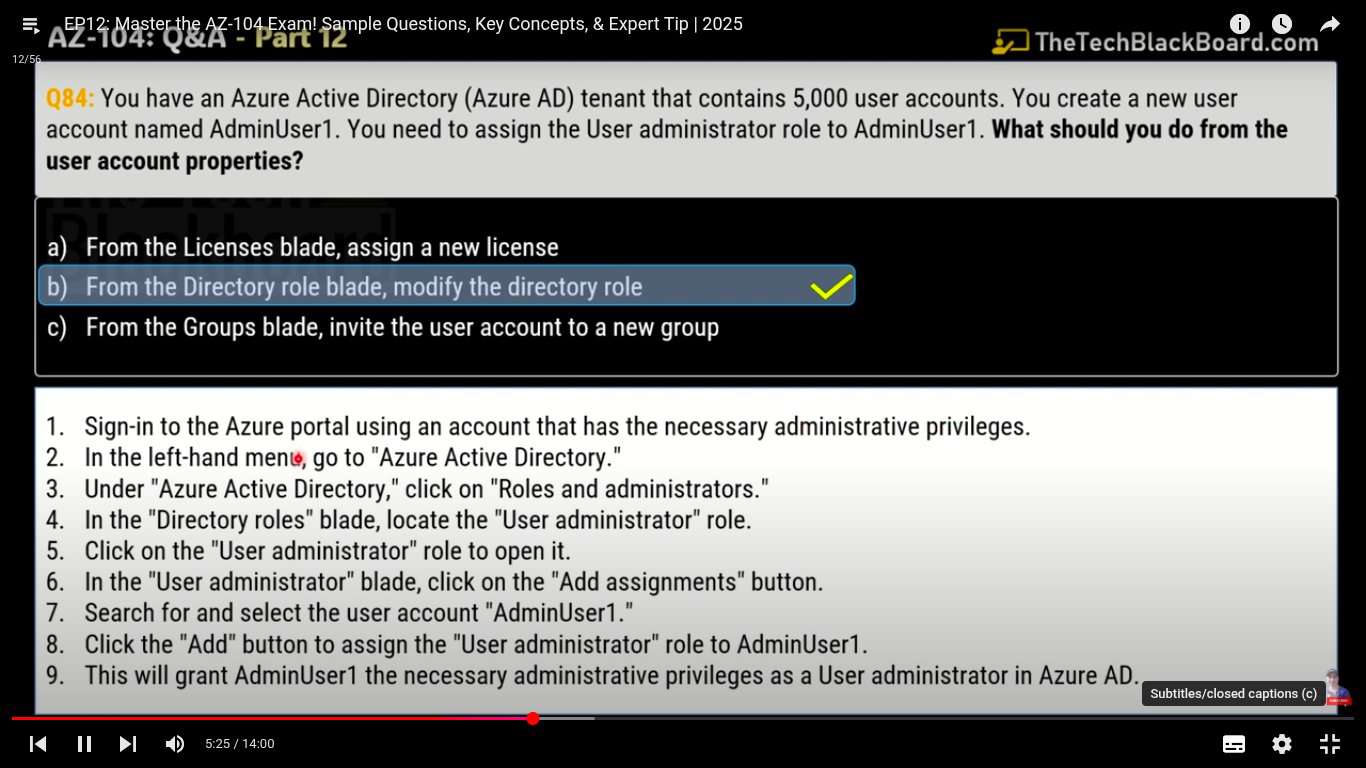 EP12: Master the AZ-104 Exam! Sample Questions, Key Concepts, & Expert Tip | 2025
AZ-104: Q&A - Part 12
TheTechBlackBoard.com
12/56
Q84: You have an Azure Active Directory (Azure AD) tenant that contains 5,000 user accounts. You create a new user
account named AdminUser1. You need to assign the User administrator role to AdminUser1. What should you do from the
user account properties?
a) From the Licenses blade, assign a new license
b) From the Directory role blade, modify the directory role
c) From the Groups blade, invite the user account to a new group
1. Sign-in to the Azure portal using an account that has the necessary administrative privileges.
2. In the left-hand menu, go to "Azure Active Directory."
3. Under "Azure Active Directory," click on "Roles and administrators."
4. In the "Directory roles" blade, locate the "User administrator" role.
5. Click on the "User administrator" role to open it.
6. In the "User administrator" blade, click on the "Add assignments" button.
7. Search for and select the user account "AdminUser1."
8. Click the "Add" button to assign the "User administrator" role to AdminUser1.
9. This will grant AdminUser1 the necessary administrative privileges as a User administrator in Azure AD.
Subtitles/closed captions (c)
5:25 / 14:00